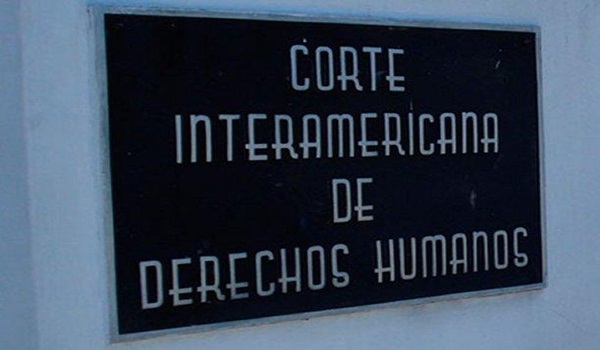 CORTE
INTERAMERICANA
DE
DERECHOS HUMANOS